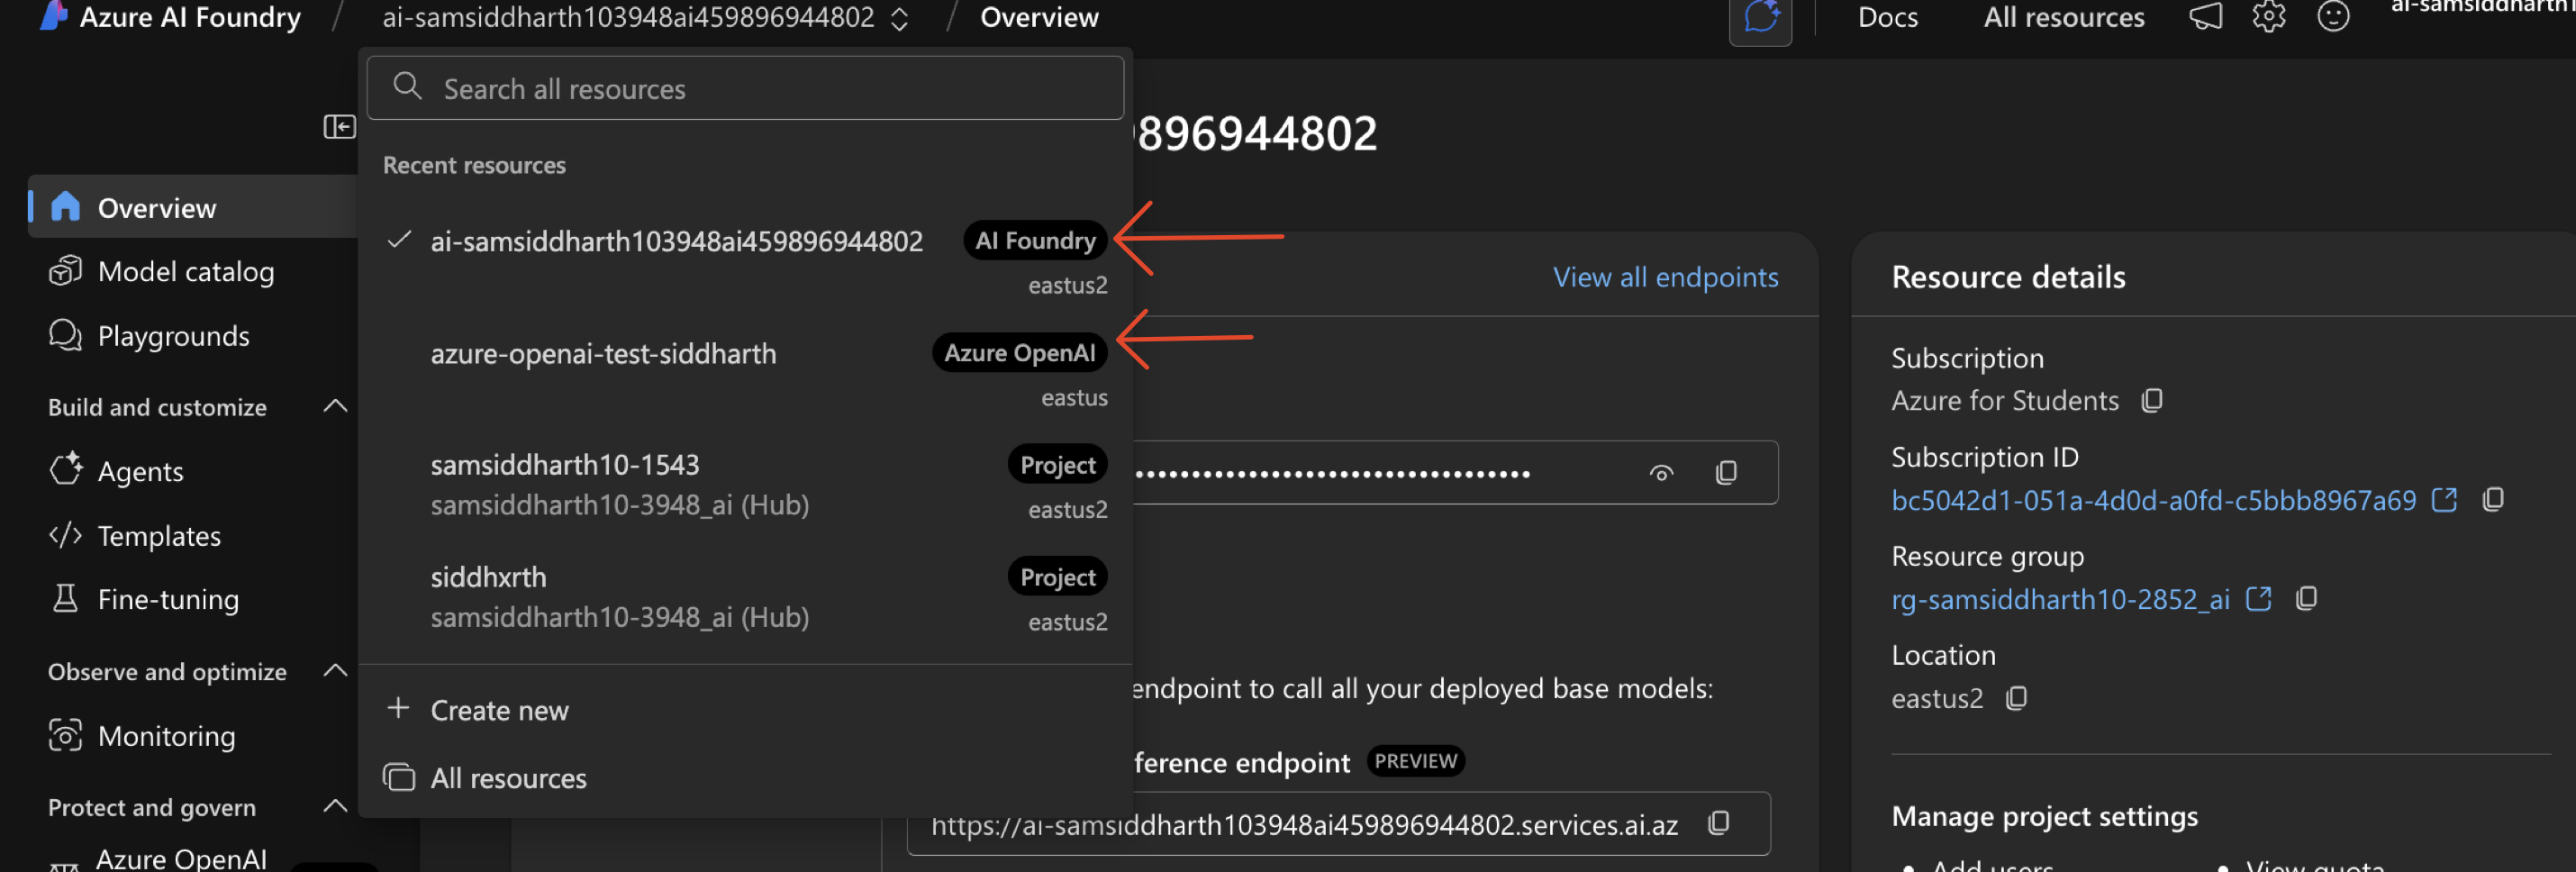 Azure AI Foundry / ai-samsiddharth103948ai459896944802 / Overview
Docs
All resources
Search all resources
Recent resources
ai-samsiddharth103948ai459896944802 AI Foundry
eastus2
azure-openai-test-siddharth Azure OpenAI
eastus
samsiddharth10-1543 Project
samsiddharth10-3948_ai (Hub) eastus2
siddhxrth Project
samsiddharth10-3948_ai (Hub) eastus2
Create new
All resources
Overview
Model catalog
Playgrounds
Build and customize
Agents
Templates
Fine-tuning
Observe and optimize
Monitoring
Protect and govern
Azure OpenAI
9896944802
View all endpoints
endpoint to call all your deployed base models:
ference endpoint PREVIEW
https://ai-samsiddharth103948ai459896944802.services.ai.az
Resource details
Subscription
Azure for Students
Subscription ID
bc5042d1-051a-4d0d-a0fd-c5bbb8967a69
Resource group
rg-samsiddharth10-2852_ai
Location
eastus2
Manage project settings
Add users
View quota